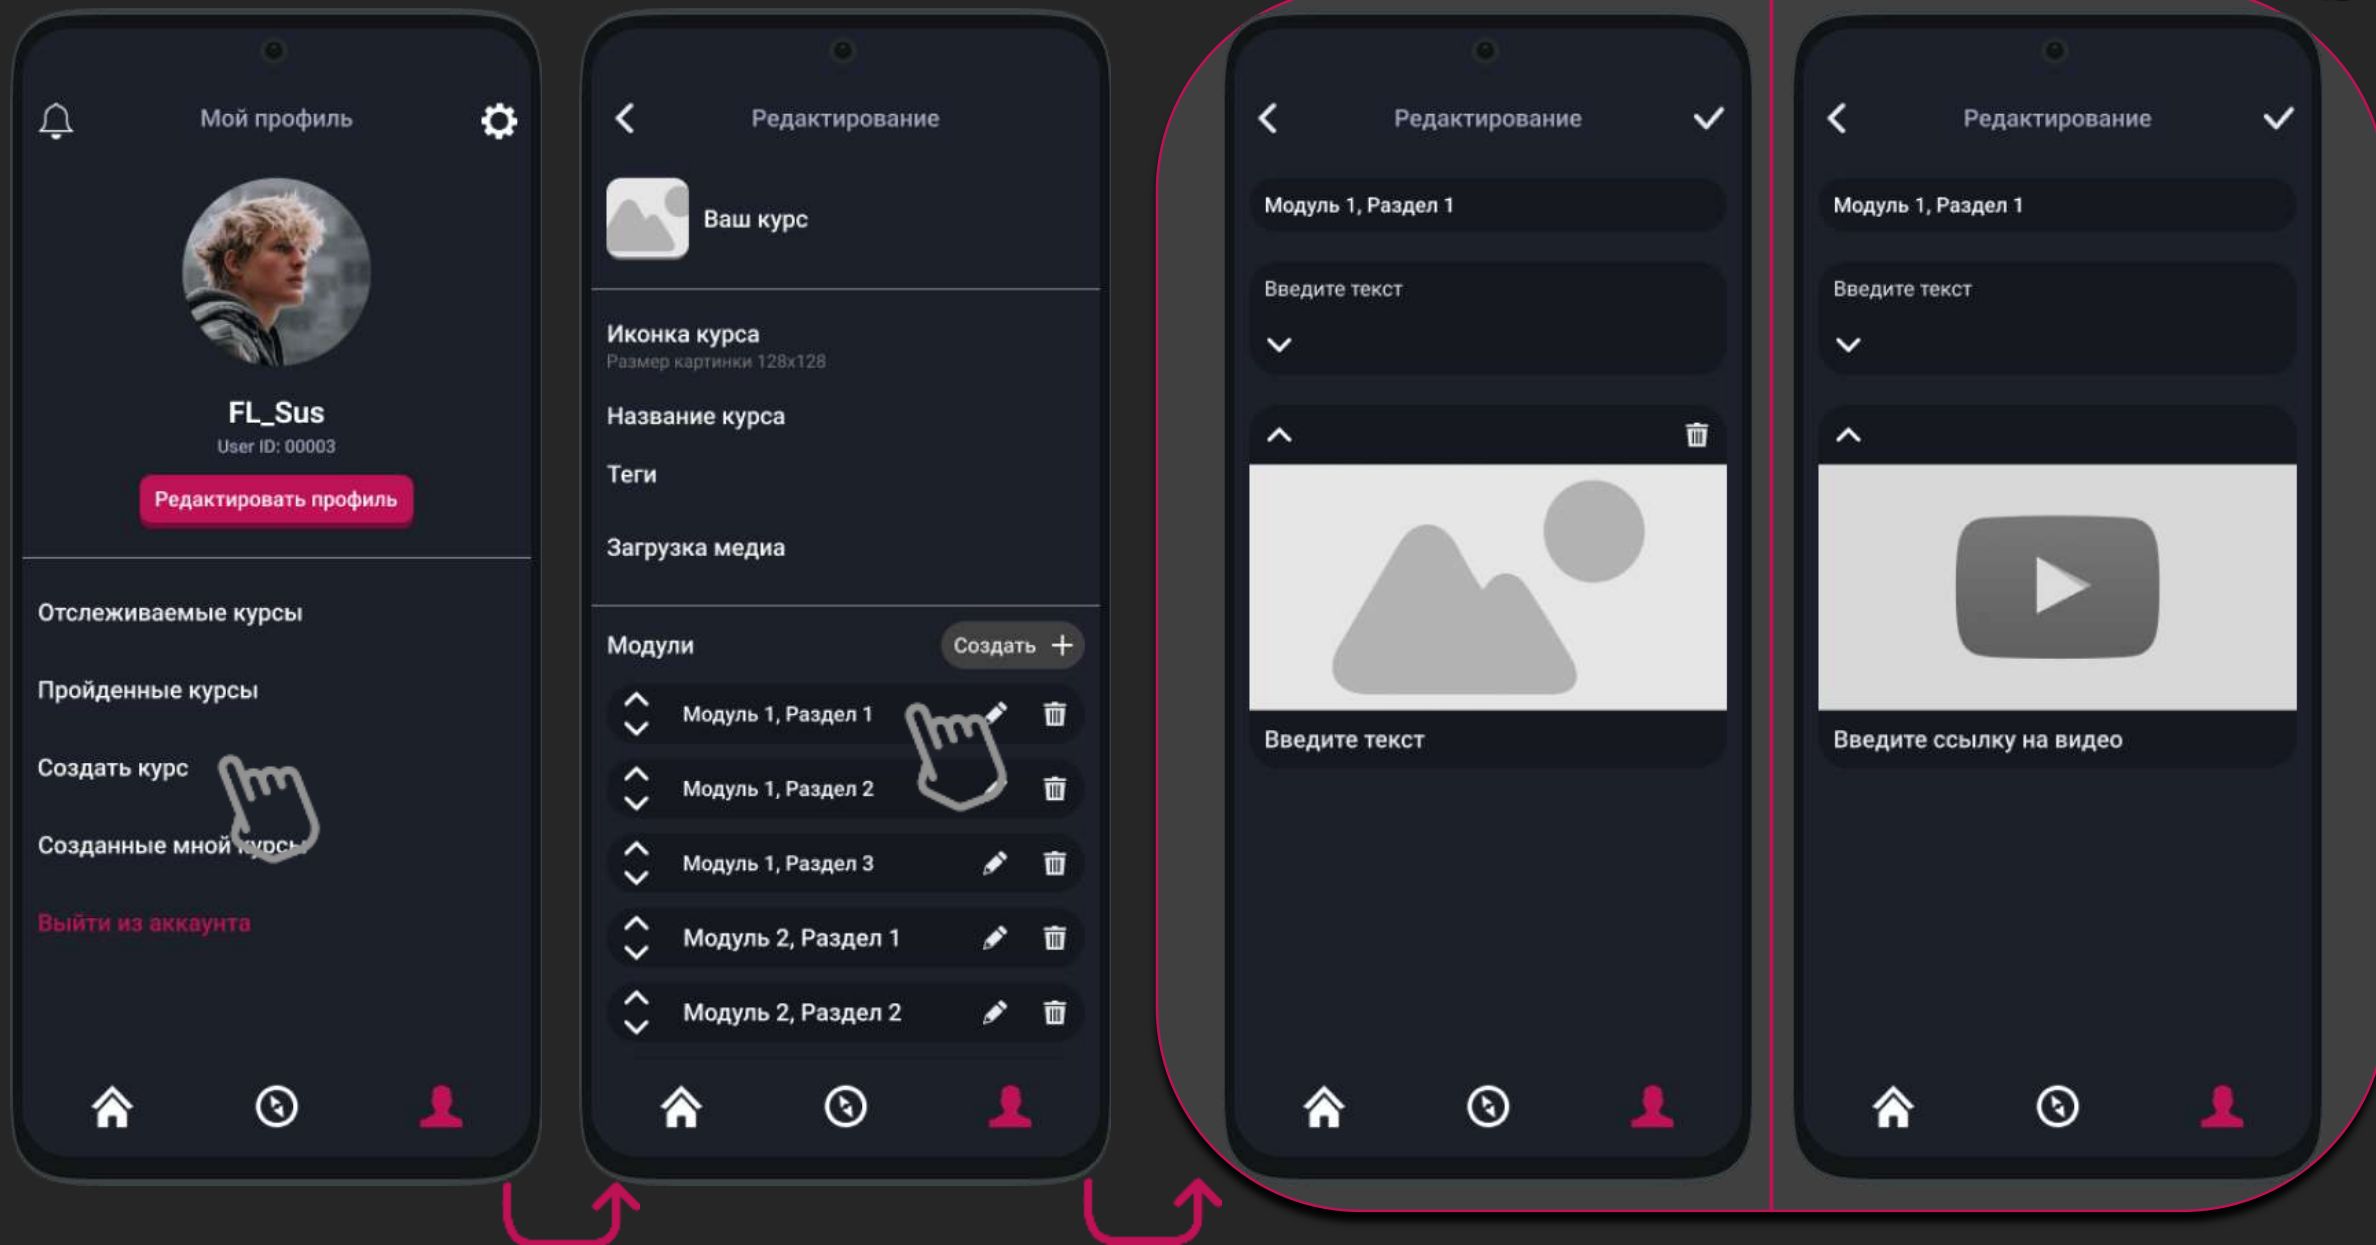 Мой профиль
FL_Sus
User ID: 00003
Редактировать профиль
Отслеживаемые курсы
Пройденные курсы
Создать курс
Созданные мной курсы
Выйти из аккаунта
Редактирование
Ваш курс
Иконка курса
Размер картинки 128x128
Название курса
Теги
Загрузка медиа
Модули
Создать +
Модуль 1, Раздел 1
Модуль 1, Раздел 2
Модуль 1, Раздел 3
Модуль 2, Раздел 1
Модуль 2, Раздел 2
Редактирование
Модуль 1, Раздел 1
Введите текст
Введите текст
Редактирование
Модуль 1, Раздел 1
Введите текст
Введите ссылку на видео